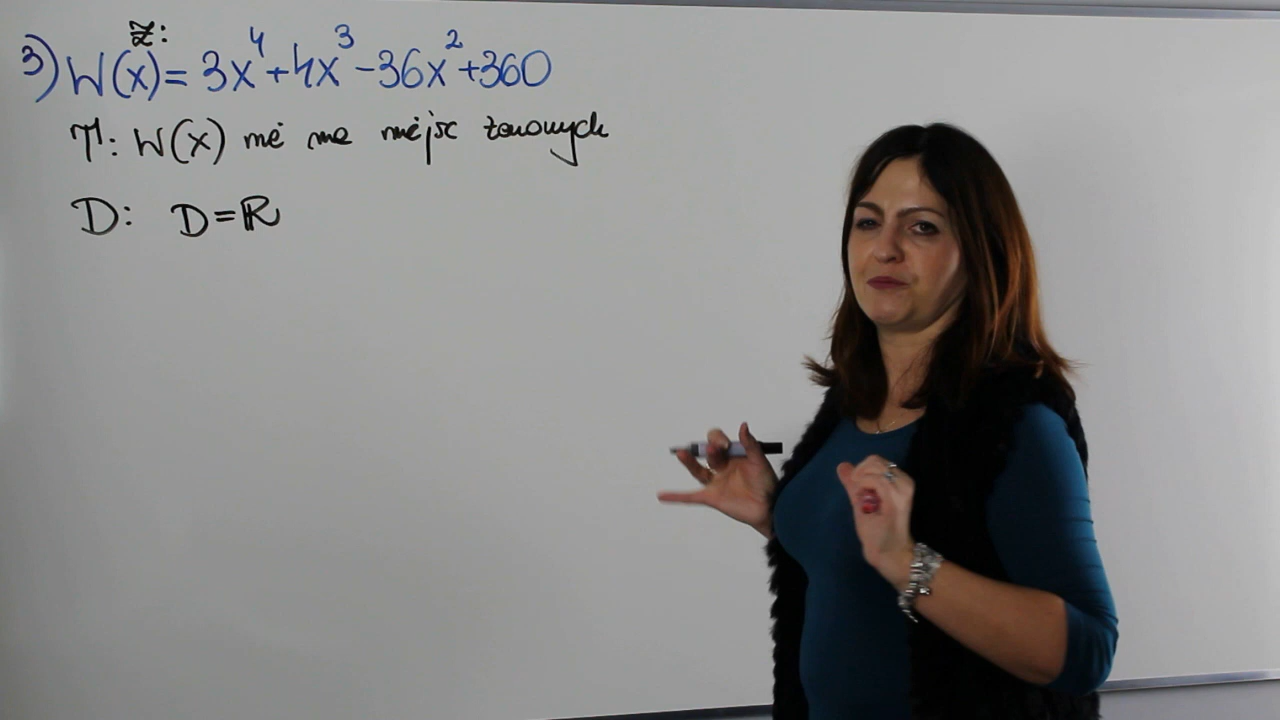 Z:
3) W(x) = 3x⁴+4x³-36x²+360
T: W(x) nie ma miejsc zerowych
D: D=ℝ